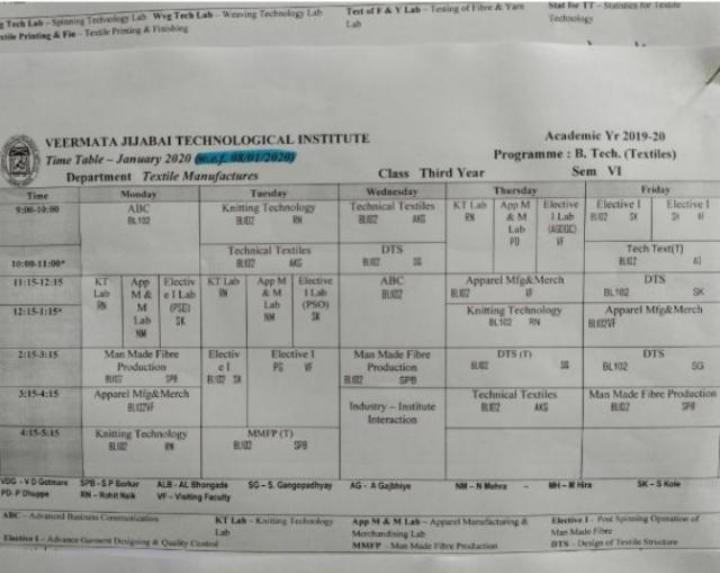 g Tech Lab – Spinning Technology Lab Wvg Tech Lab – Weaving Technology Lab Test of F & Y Lab – Testing of Fibre & Yarn Lab Stat for TT – Statistics for Textile Technology
xtile Printing & Fin – Textile Printing & Finishing
VEERMATA JIJABAI TECHNOLOGICAL INSTITUTE Academic Yr 2019-20
Time Table – January 2020 (w.e.f. 08/01/2020) Programme : B. Tech. (Textiles)
Department Textile Manufactures Class Third Year Sem VI
Time Monday Tuesday Wednesday Thursday Friday
9:00-10:00 ABC BL102 Knitting Technology BL102 RN Technical Textiles BL102 AKG KT Lab RN App M & M Lab PD Elective I Lab (AGDQC) VF Elective I BL102 SK Elective I VF
10:00-11:00* Technical Textiles BL102 AKG DTS BL102 SG Tech Text(T) BL102
11:15-12:15 KT Lab RN App M & M Lab NM Electiv e I Lab (PSO) SK KT Lab RN App M & M Lab NM Elective I Lab (PSO) SK ABC BL102 Apparel Mfg&Merch BL102 VF DTS BL102 SK
12:15-1:15* Knitting Technology BL102 RN Apparel Mfg&Merch BL102VF
2:15-3:15 Man Made Fibre Production BL102 SPB Electiv e I BL102 SK Elective I PG VF Man Made Fibre Production BL102 SPB DTS (T) BL102 SG DTS BL102 SG
3:15-4:15 Apparel Mfg&Merch BL102VF Industry – Institute Interaction Technical Textiles BL102 AKG Man Made Fibre Production BL102 SPB
4:15-5:15 Knitting Technology BL102 RN MMFP (T) BL102 SPB
VDG – V D Gotmare SPB – S P Borkar ALB – AL Bhongade SG – S. Gangopadhyay AG – A Gajbhiye NM – N Mehra – MH – M Hira SK – S Kole
PD- P Dhuppe RN – Rohit Naik VF – Visiting Faculty
ABC – Advanced Business Communication KT Lab – Knitting Technology Lab App M & M Lab – Apparel Manufacturing & Merchandising Lab Elective I – Post Spinning Operation of Man Made Fibre
Elective I – Advance Garment Designing & Quality Control MMFP – Man Made Fibre Production DTS – Design of Textile Structure